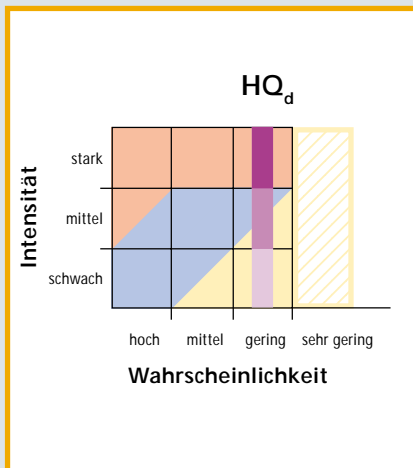 HQd
Intensität
stark
mittel
schwach
hoch mittel gering sehr gering
Wahrscheinlichkeit